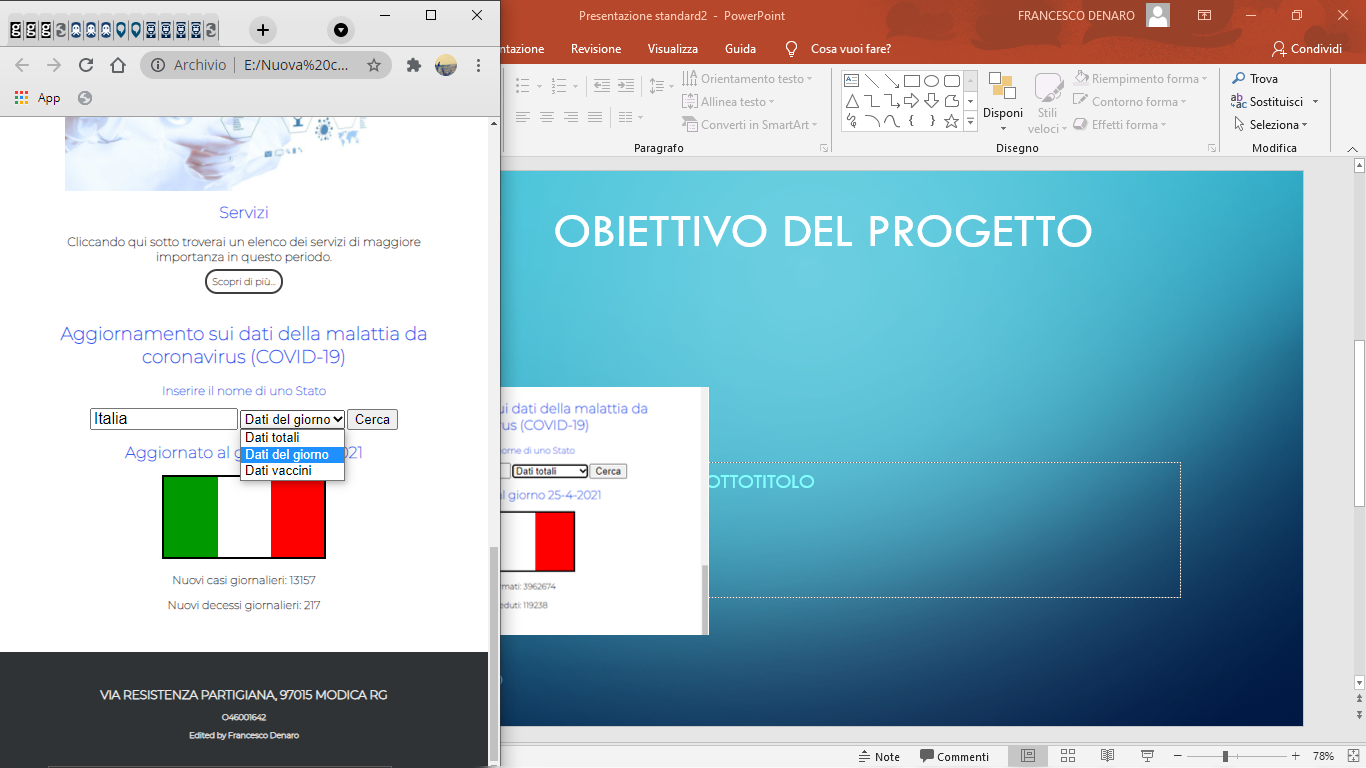 Archivio
E:/Nuova%20c...
App
Servizi
Cliccando qui sotto troverai un elenco dei servizi di maggiore
importanza in questo periodo.
Scopri di più...
Aggiornamento sui dati della malattia da
coronavirus (COVID-19)
Inserire il nome di uno Stato
Italia
Dati del giorno
Cerca
Dati totali
Dati del giorno
Dati vaccini
Aggiornato al g
2021
Nuovi casi giornalieri: 13157
Nuovi decessi giornalieri: 217
VIA RESISTENZA PARTIGIANA, 97015 MODICA RG
O46001642
Edited by Francesco Denaro
Presentazione standard2 - PowerPoint
FRANCESCO DENARO
ntazione
Revisione
Visualizza
Guida
Cosa vuoi fare?
Condividi
Orientamento testo
Allinea testo
Converti in SmartArt
Paragrafo
Disponi
Stili
veloci
Riempimento forma
Contorno forma
Effetti forma
Disegno
Trova
Sostituisci
Seleziona
Modifica
OBIETTIVO DEL PROGETTO
ui dati della malattia da
rus (COVID-19)
nome di uno Stato
Dati totali
Cerca
al giorno 25-4-2021
rmati: 3962674
eduti: 119238
OTTOTITOLO
Note
Commenti
78%